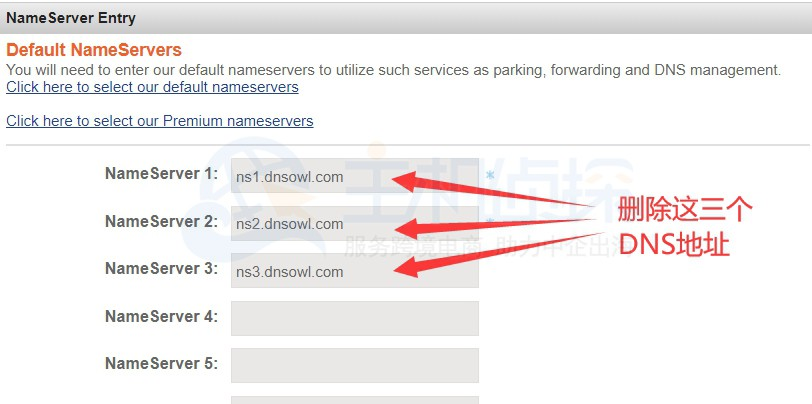 NameServer Entry
Default NameServers
You will need to enter our default nameservers to utilize such services as parking, forwarding and DNS management.
Click here to select our default nameservers
Click here to select our Premium nameservers
NameServer 1: ns1.dnsowl.com *
NameServer 2: ns2.dnsowl.com *
NameServer 3: ns3.dnsowl.com
NameServer 4:
NameServer 5:
删除这三个
DNS地址
主机侦探
服务跨境电商 助力中企出海